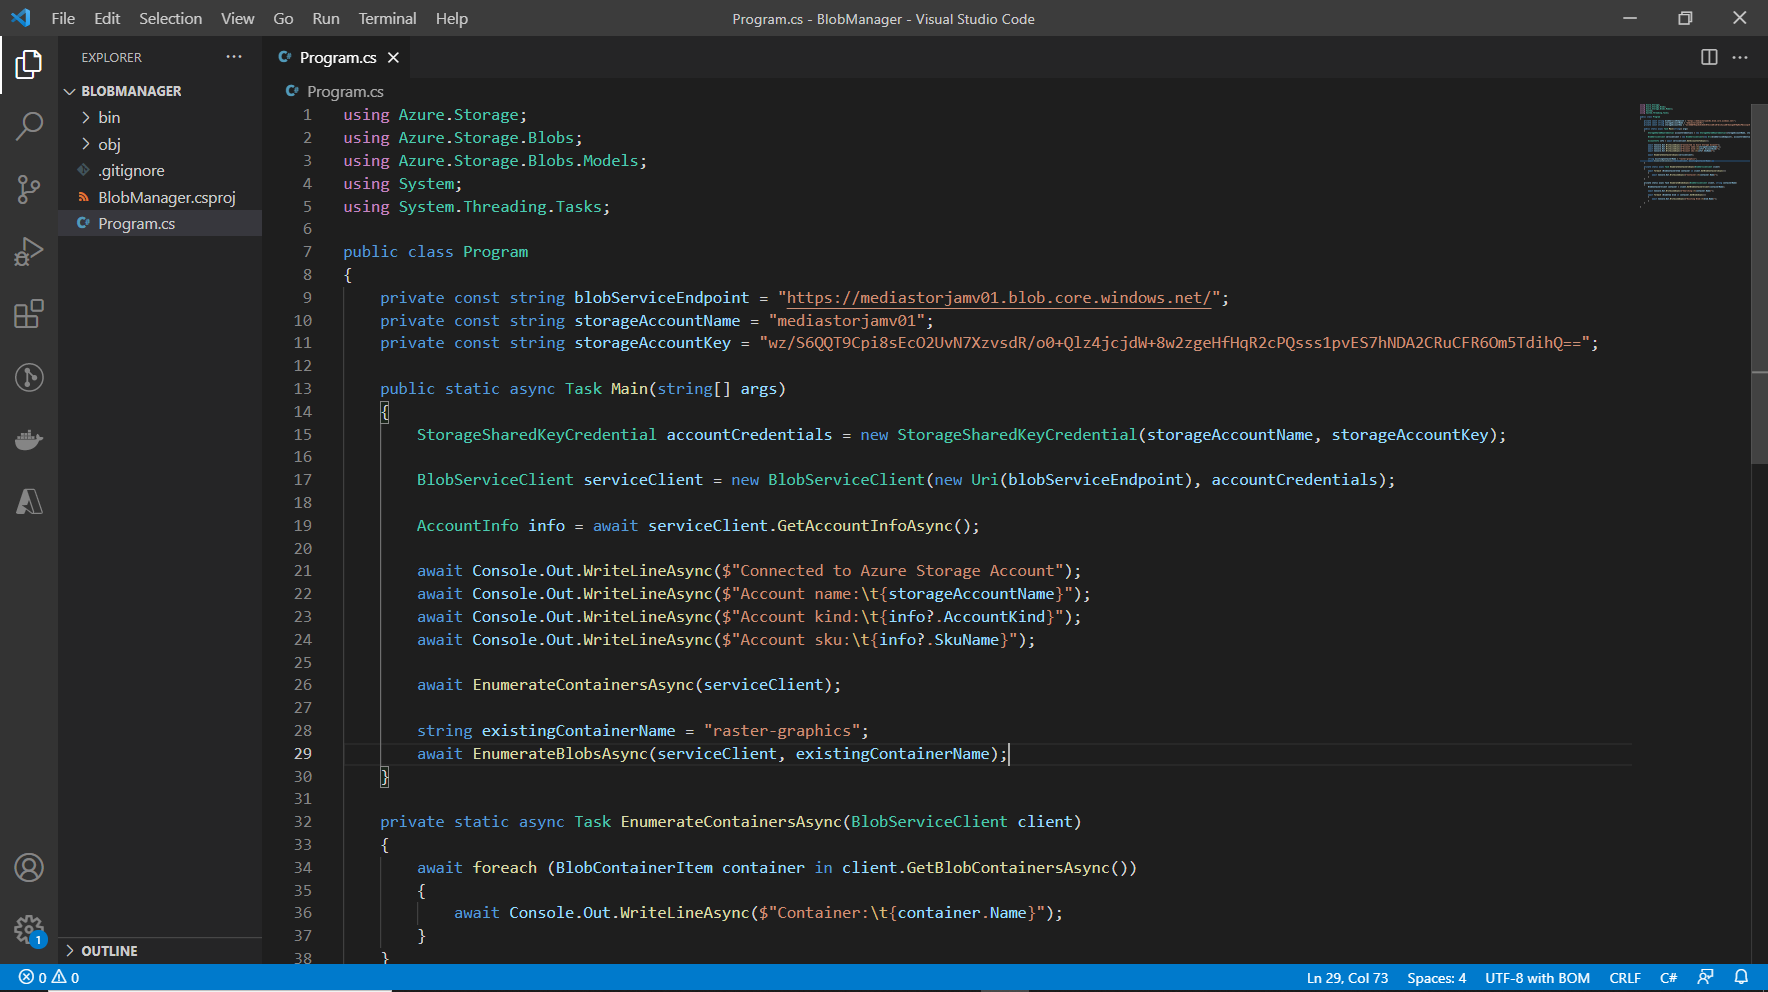 File Edit Selection View Go Run Terminal Help
Program.cs - BlobManager - Visual Studio Code
EXPLORER
BLOBMANAGER
bin
obj
.gitignore
BlobManager.csproj
Program.cs
OUTLINE
Program.cs
Program.cs
1 using Azure.Storage;
2 using Azure.Storage.Blobs;
3 using Azure.Storage.Blobs.Models;
4 using System;
5 using System.Threading.Tasks;
6
7 public class Program
8 {
9 private const string blobServiceEndpoint = "https://mediastorjamv01.blob.core.windows.net/";
10 private const string storageAccountName = "mediastorjamv01";
11 private const string storageAccountKey = "wz/S6QQT9Cpi8sEcO2UvN7XzvsdR/o0+Qlz4jcjdW+8w2zgeHfHqR2cPQsss1pvES7hNDA2CRuCFR6Om5TdihQ==";
12
13 public static async Task Main(string[] args)
14 {
15 StorageSharedKeyCredential accountCredentials = new StorageSharedKeyCredential(storageAccountName, storageAccountKey);
16
17 BlobServiceClient serviceClient = new BlobServiceClient(new Uri(blobServiceEndpoint), accountCredentials);
18
19 AccountInfo info = await serviceClient.GetAccountInfoAsync();
20
21 await Console.Out.WriteLineAsync($"Connected to Azure Storage Account");
22 await Console.Out.WriteLineAsync($"Account name:\t{storageAccountName}");
23 await Console.Out.WriteLineAsync($"Account kind:\t{info?.AccountKind}");
24 await Console.Out.WriteLineAsync($"Account sku:\t{info?.SkuName}");
25
26 await EnumerateContainersAsync(serviceClient);
27
28 string existingContainerName = "raster-graphics";
29 await EnumerateBlobsAsync(serviceClient, existingContainerName);
30 }
31
32 private static async Task EnumerateContainersAsync(BlobServiceClient client)
33 {
34 await foreach (BlobContainerItem container in client.GetBlobContainersAsync())
35 {
36 await Console.Out.WriteLineAsync($"Container:\t{container.Name}");
37 }
38 }
1
0 0
Ln 29, Col 73 Spaces: 4 UTF-8 with BOM CRLF C#